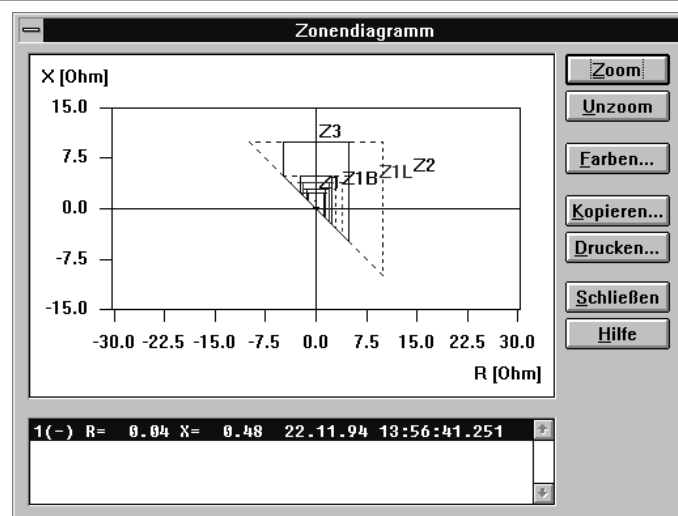 Zonendiagramm
X [Ohm]
15.0
7.5
0.0
-7.5
-15.0
Z3
Z1 Z1B Z1L Z2
-30.0 -22.5 -15.0 -7.5 0.0 7.5 15.0 22.5 30.0
R [Ohm]
Zoom
Unzoom
Farben...
Kopieren...
Drucken...
Schließen
Hilfe
1(-) R= 0.04 X= 0.48 22.11.94 13:56:41.251